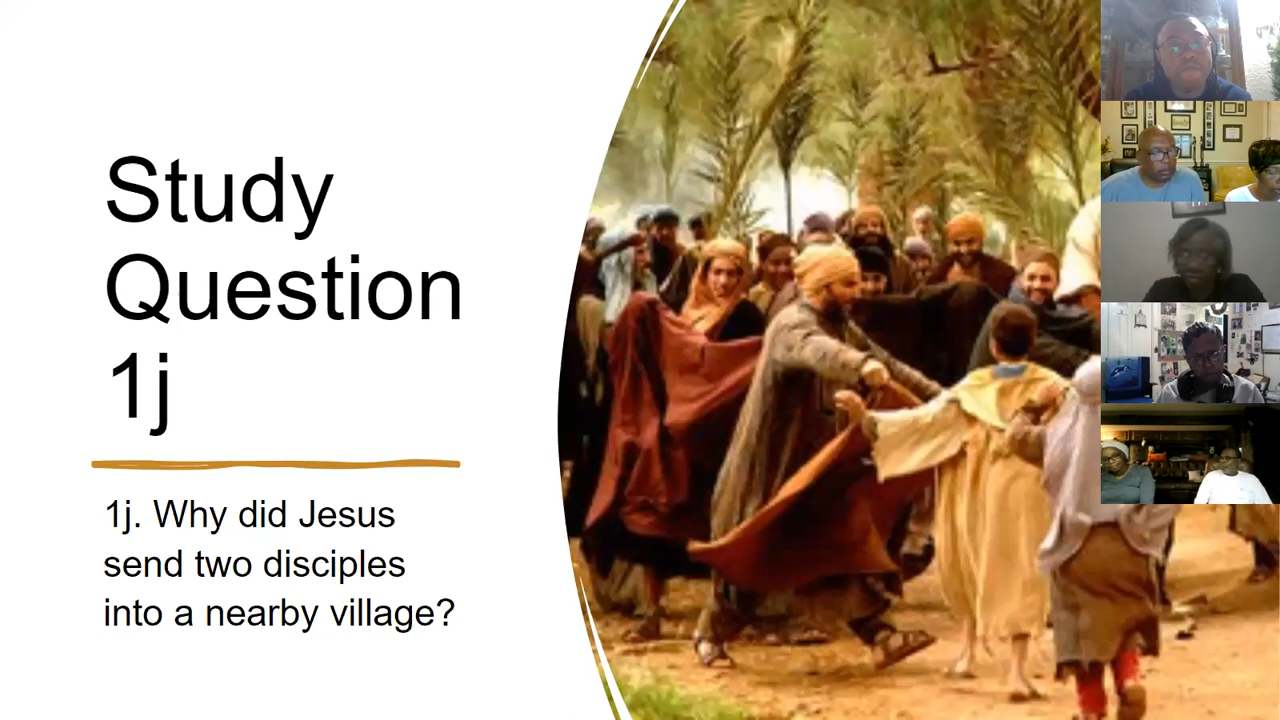 Study
Question
1j
1j. Why did Jesus
send two disciples
into a nearby village?